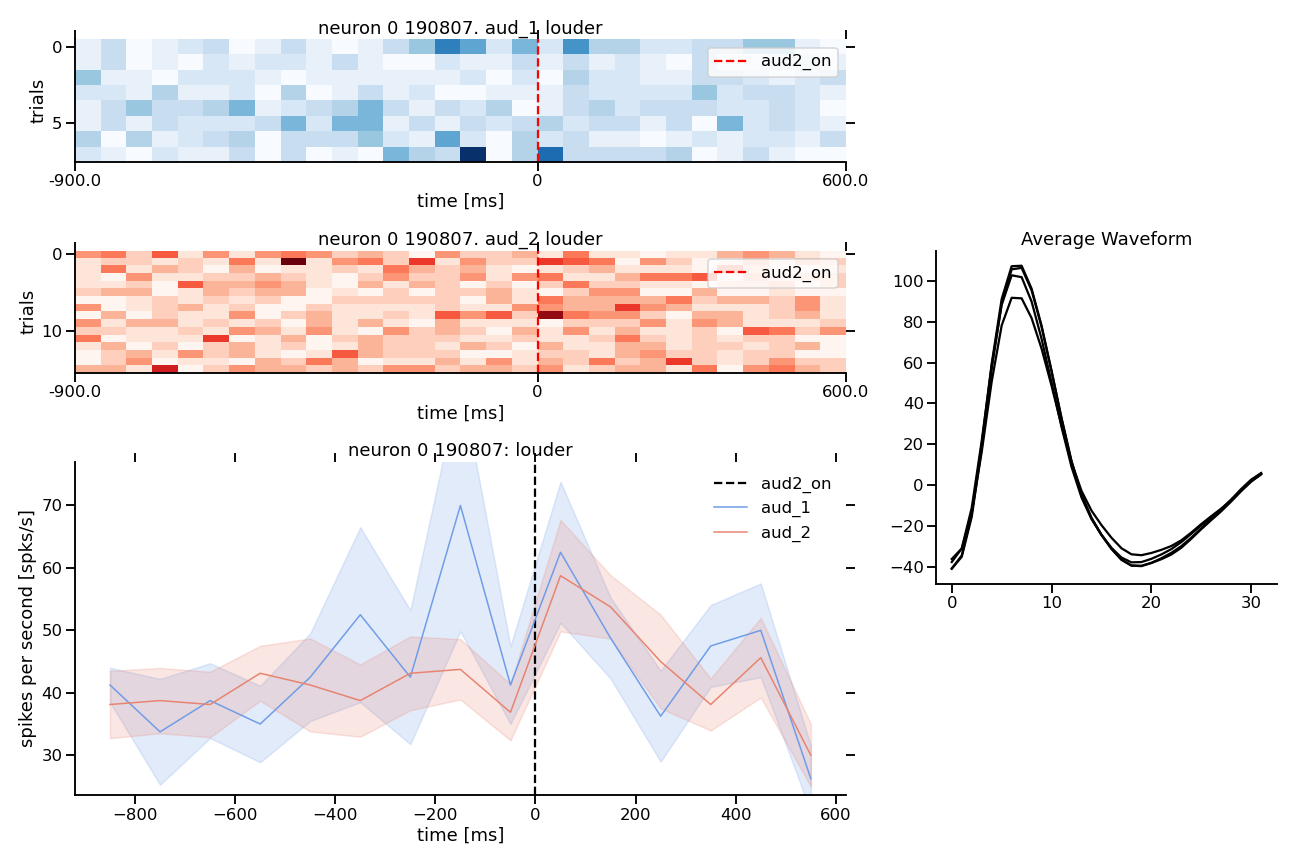 neuron 0 190807. aud_1 louder
trials
0
5
aud2_on
-900.0
0
600.0
time [ms]
neuron 0 190807. aud_2 louder
trials
0
10
aud2_on
-900.0
0
600.0
time [ms]
neuron 0 190807: louder
spikes per second [spks/s]
70
60
50
40
30
aud2_on
aud_1
aud_2
−800
−600
−400
−200
0
200
400
600
time [ms]
Average Waveform
100
80
60
40
20
0
−20
−40
0
10
20
30